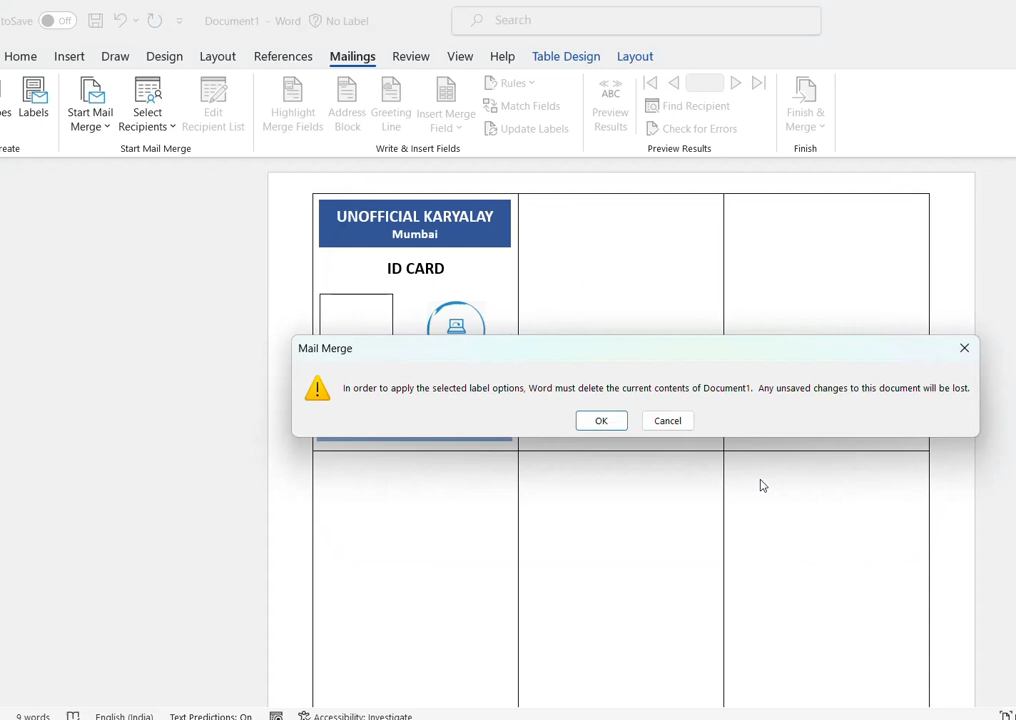 toSave Off Document1 - Word No Label Search
Home Insert Draw Design Layout References Mailings Review View Help Table Design Layout
Labels
Start Mail Merge
Select Recipients
Edit Recipient List
Start Mail Merge
Highlight Merge Fields
Address Block
Greeting Line
Insert Merge Field
Rules
Match Fields
Update Labels
Write & Insert Fields
ABC
Preview Results
Find Recipient
Check for Errors
Preview Results
Finish & Merge
Finish
UNOFFICIAL KARYALAY
Mumbai
ID CARD
Mail Merge
In order to apply the selected label options, Word must delete the current contents of Document1. Any unsaved changes to this document will be lost.
OK Cancel
9 words English (India) Text Predictions: On Accessibility: Investigate